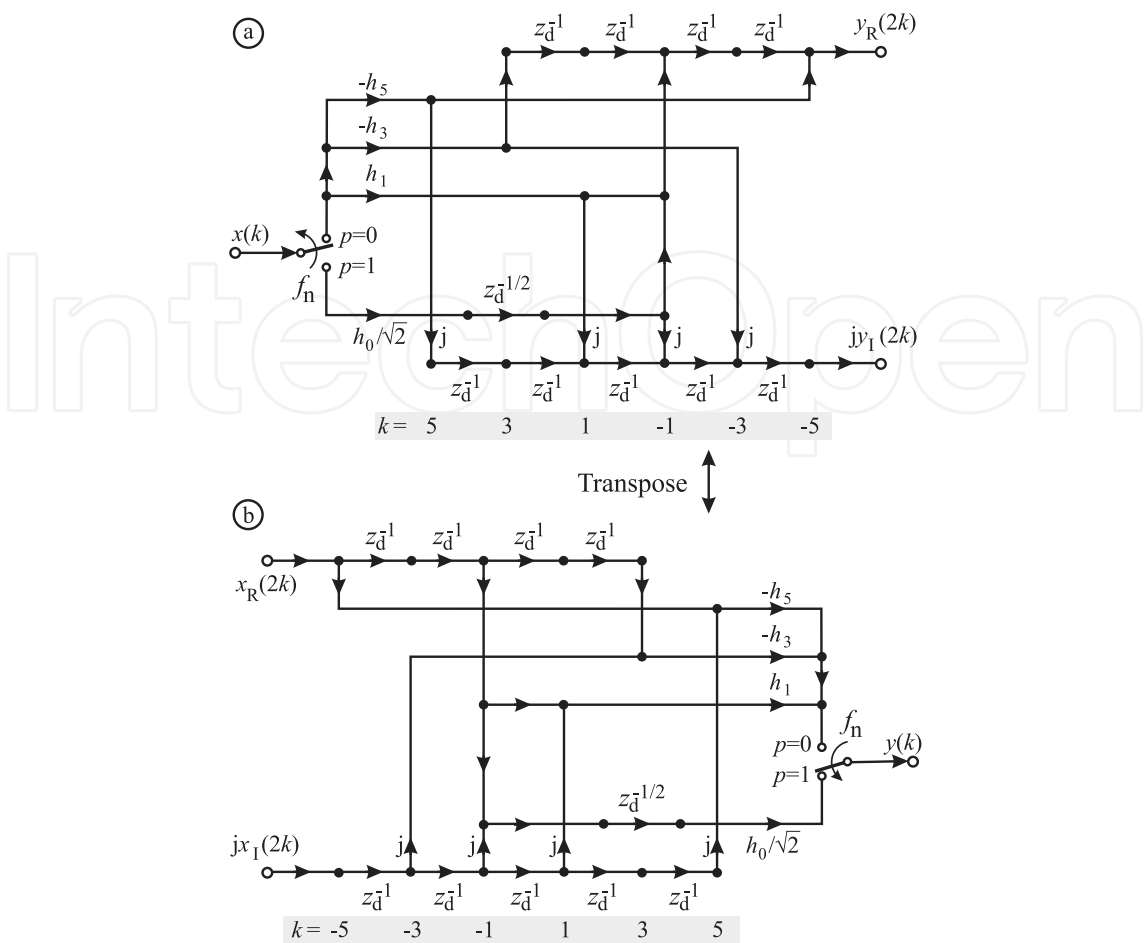 a
z_d^-1 z_d^-1 z_d^-1 z_d^-1 y_R(2k)
-h_5
-h_3
h_1
x(k) p=0
p=1
f_n
z_d^-1/2
h_0/√2 j j j j jy_I(2k)
z_d^-1 z_d^-1 z_d^-1 z_d^-1 z_d^-1
k = 5 3 1 -1 -3 -5
Transpose
b
z_d^-1 z_d^-1 z_d^-1 z_d^-1
x_R(2k)
-h_5
-h_3
h_1
f_n
p=0 y(k)
p=1
z_d^-1/2
jx_I(2k) j j j j h_0/√2
z_d^-1 z_d^-1 z_d^-1 z_d^-1 z_d^-1
k = -5 -3 -1 1 3 5
IntechOpen